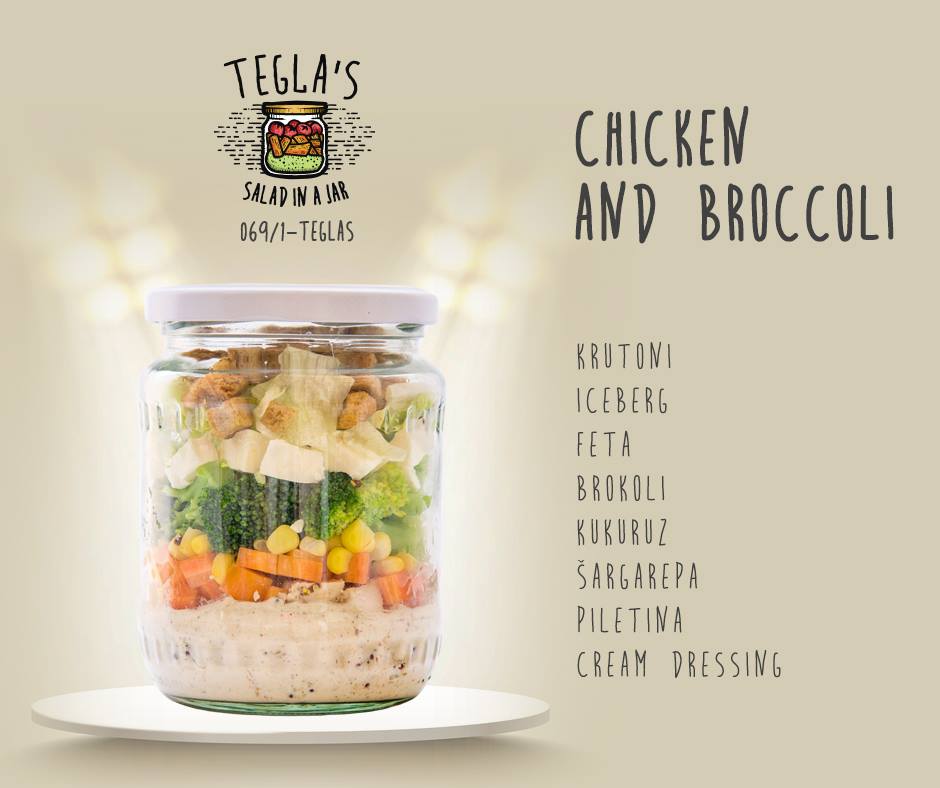 TEGLA'S
SALAD IN A JAR
069/1-TEGLAS
CHICKEN
AND BROCCOLI
KRUTONI
ICEBERG
FETA
BROKOLI
KUKURUZ
ŠARGAREPA
PILETINA
CREAM DRESSING